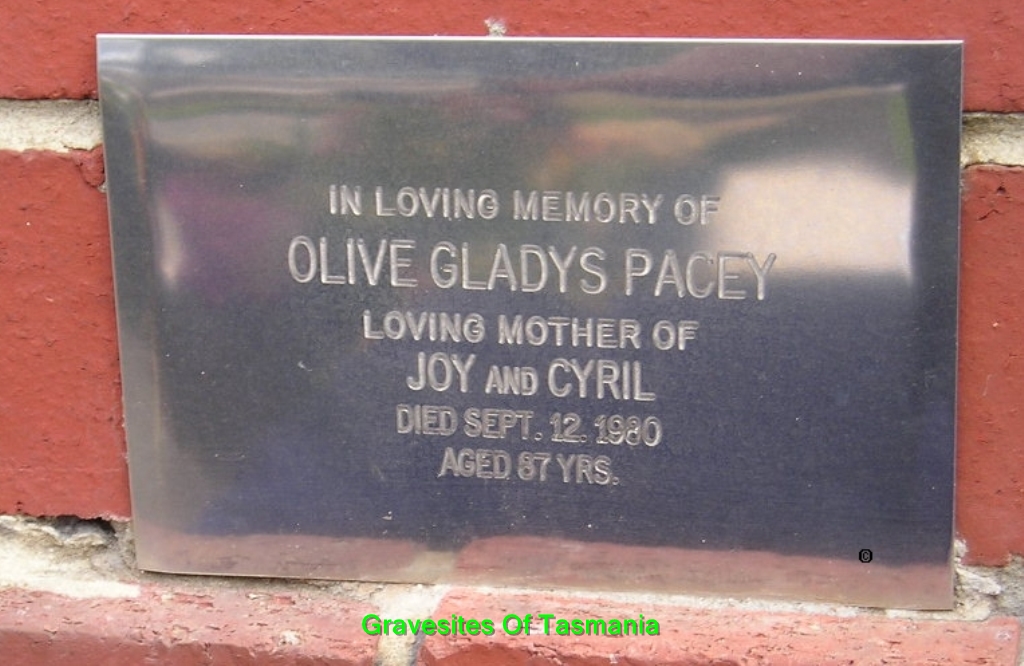 IN LOVING MEMORY OF
OLIVE GLADYS PACEY
LOVING MOTHER OF
JOY AND CYRIL
DIED SEPT. 12. 1980
AGED 87 YRS.
©
Gravesites Of Tasmania